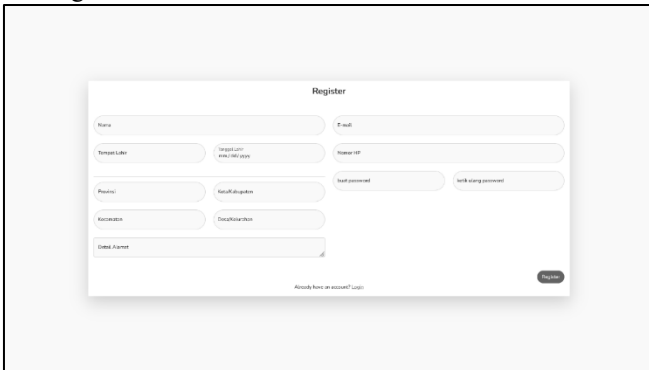 Register
Nama
E-mail
Tempat Lahir
Tanggal Lahir
mm/dd/yyyy
Nomor HP
buat password
ketik ulang password
Provinsi
Kota/Kabupaten
Kecamatan
Desa/Kelurahan
Detail Alamat
Register
Already have an account? Login